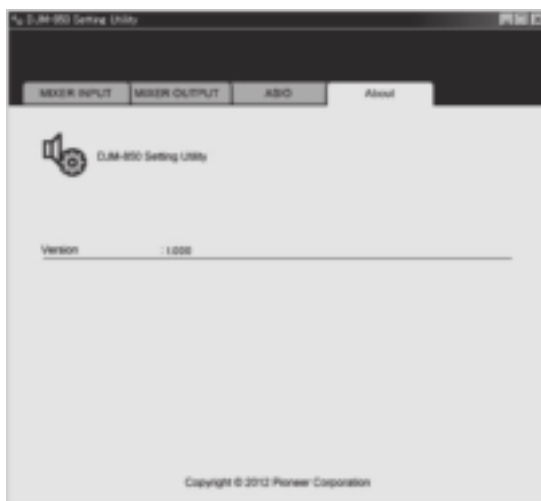 DJM-850 Setting Utility
MIXER INPUT MIXER OUTPUT ASIO About
DJM-850 Setting Utility
Version :1.000
Copyright © 2012 Pioneer Corporation